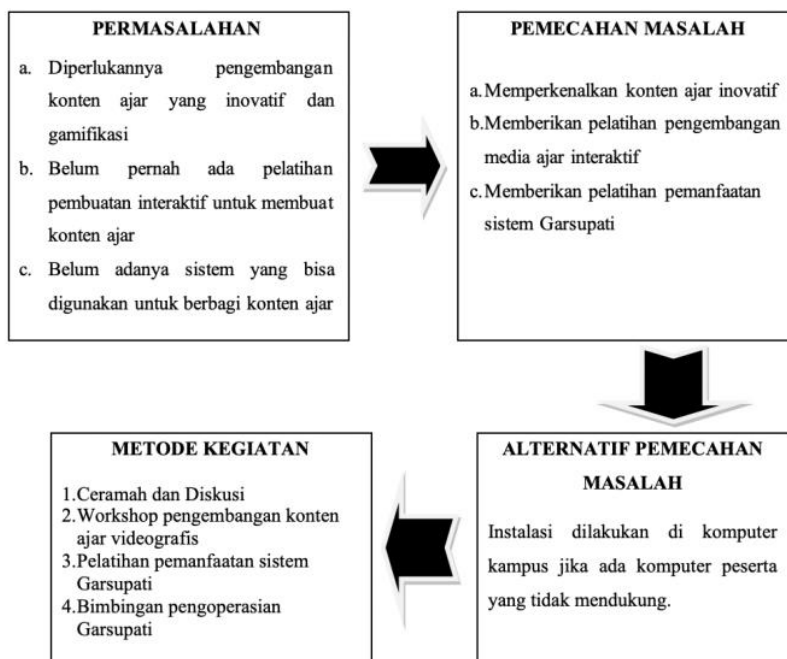 PERMASALAHAN
a. Diperlukannya pengembangan
konten ajar yang inovatif dan
gamifikasi
b. Belum pernah ada pelatihan
pembuatan interaktif untuk membuat
konten ajar
c. Belum adanya sistem yang bisa
digunakan untuk berbagi konten ajar
PEMECAHAN MASALAH
a.Memperkenalkan konten ajar inovatif
b.Memberikan pelatihan pengembangan
media ajar interaktif
c.Memberikan pelatihan pemanfaatan
sistem Garsupati
ALTERNATIF PEMECAHAN
MASALAH
Instalasi dilakukan di komputer
kampus jika ada komputer peserta
yang tidak mendukung.
METODE KEGIATAN
1.Ceramah dan Diskusi
2.Workshop pengembangan konten
ajar videografis
3.Pelatihan pemanfaatan sistem
Garsupati
4.Bimbingan pengoperasian
Garsupati